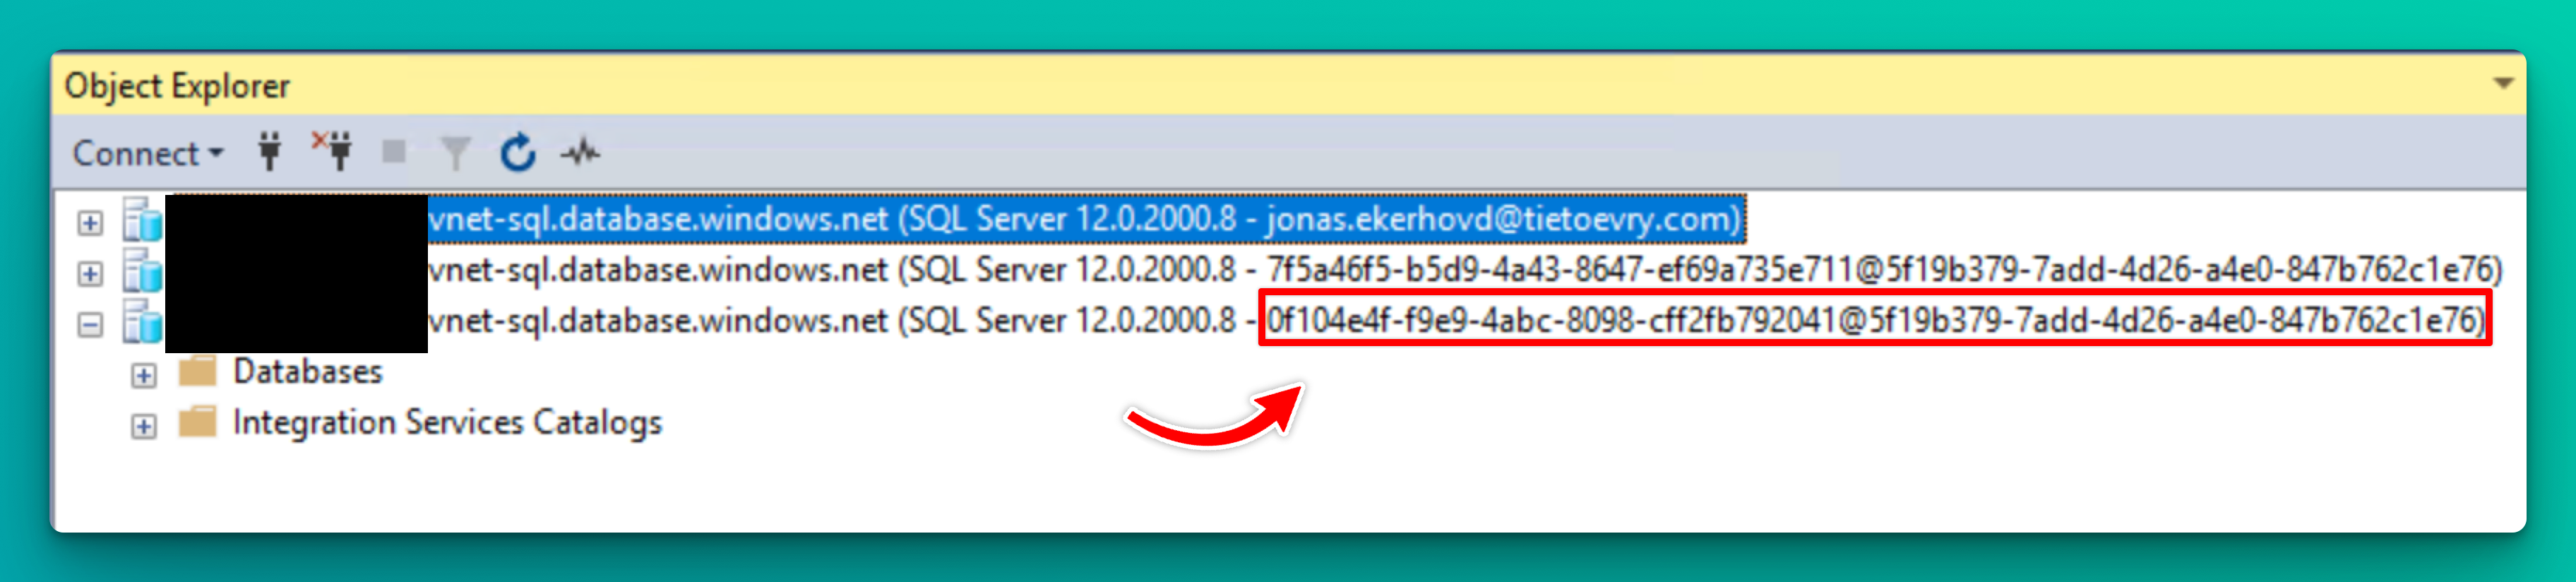 Object Explorer
Connect
vnet-sql.database.windows.net (SQL Server 12.0.2000.8 - jonas.ekerhovd@tietoevry.com)
vnet-sql.database.windows.net (SQL Server 12.0.2000.8 - 7f5a46f5-b5d9-4a43-8647-ef69a735e711@5f19b379-7add-4d26-a4e0-847b762c1e76)
vnet-sql.database.windows.net (SQL Server 12.0.2000.8 - 0f104e4f-f9e9-4abc-8098-cff2fb792041@5f19b379-7add-4d26-a4e0-847b762c1e76)
Databases
Integration Services Catalogs